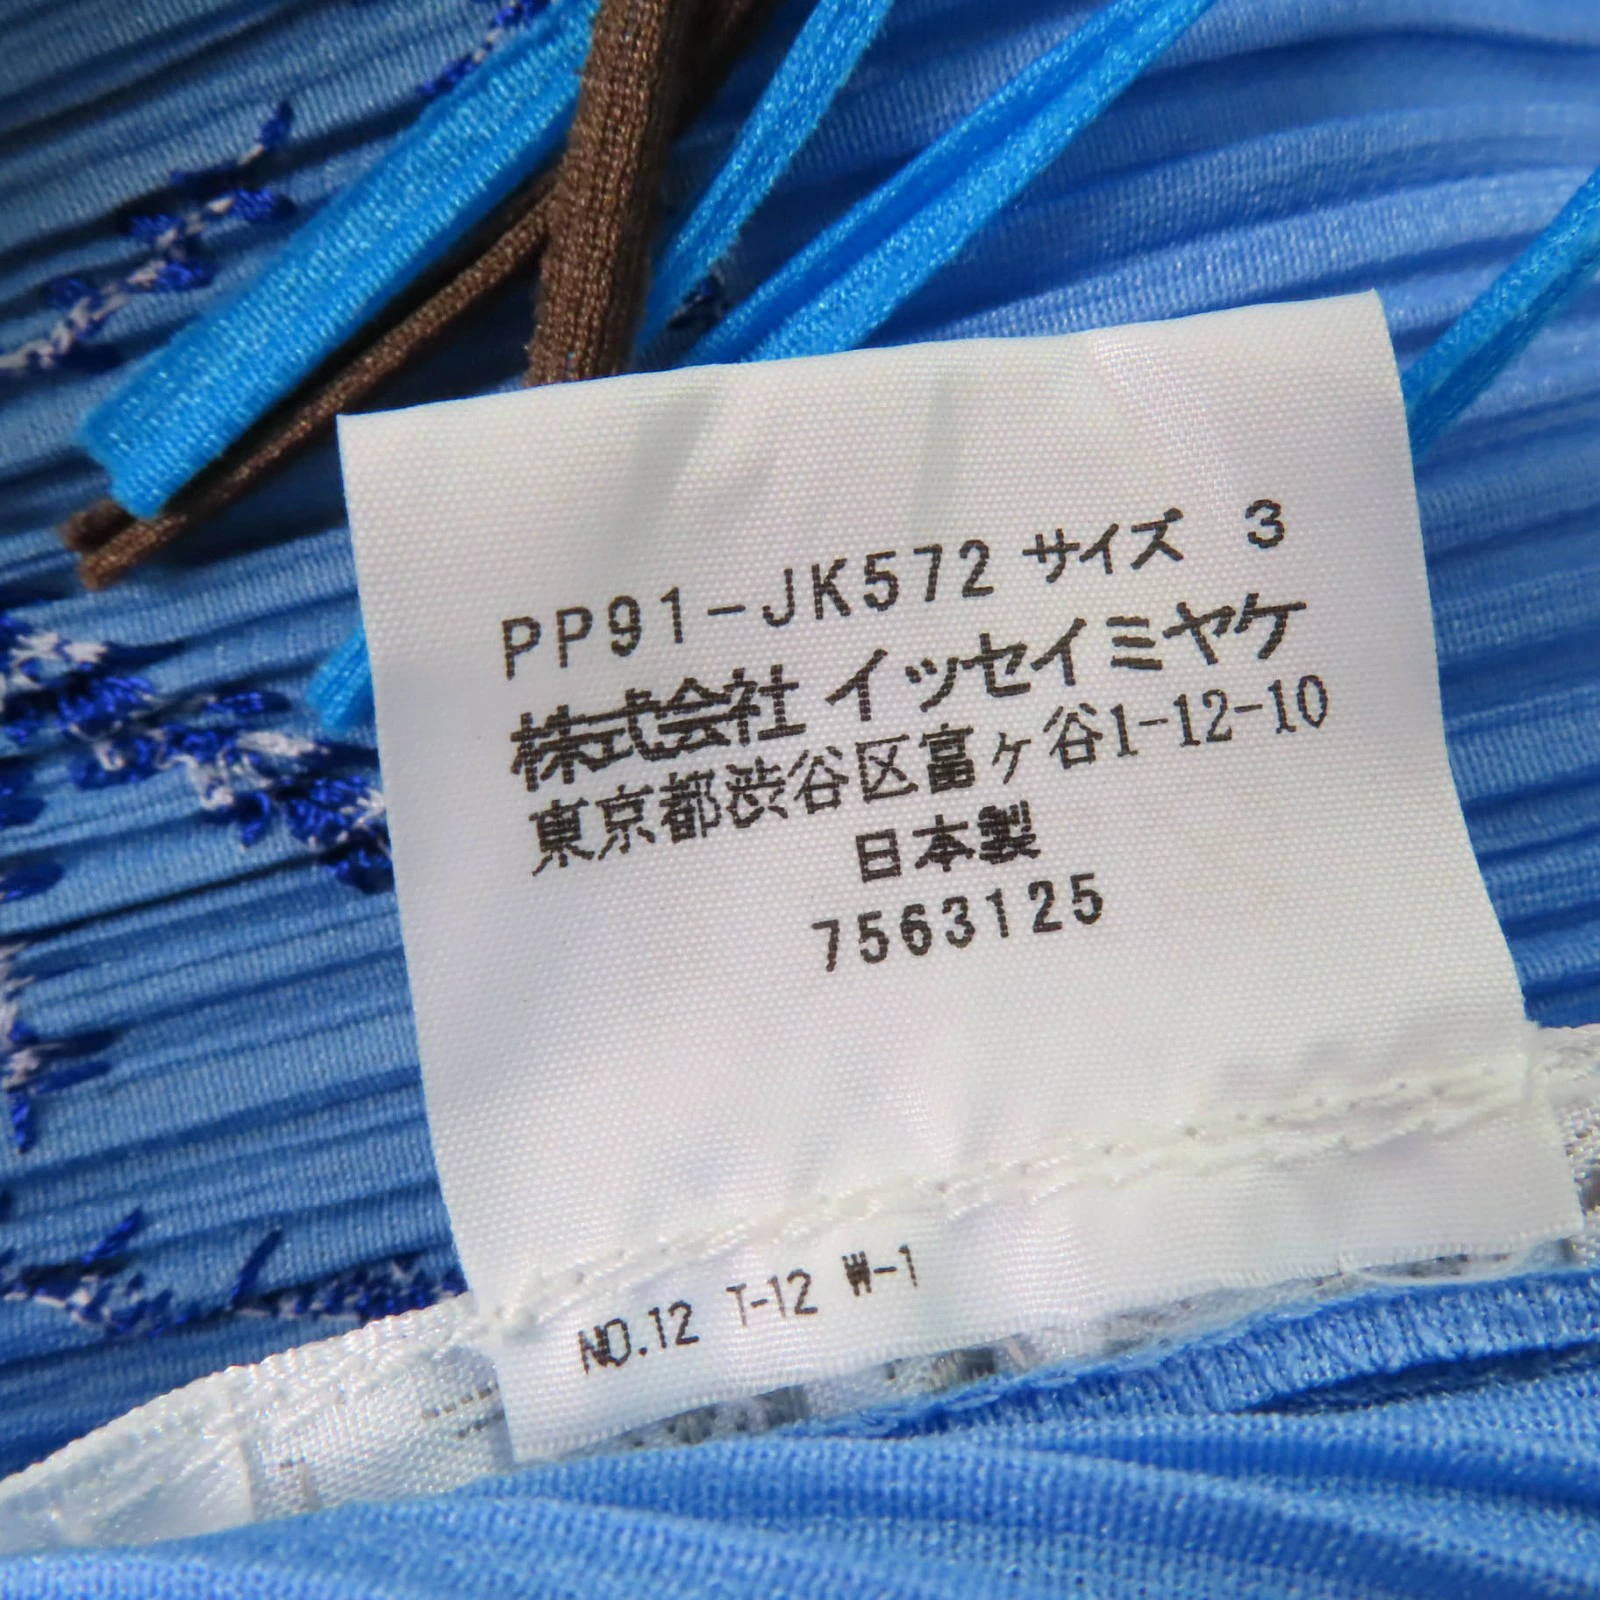 PP91-JK572 サイズ 3
株式会社 イッセイミヤケ
東京都渋谷区富ヶ谷1-12-10
日本製
7563125
NO.12 T-12 W-1